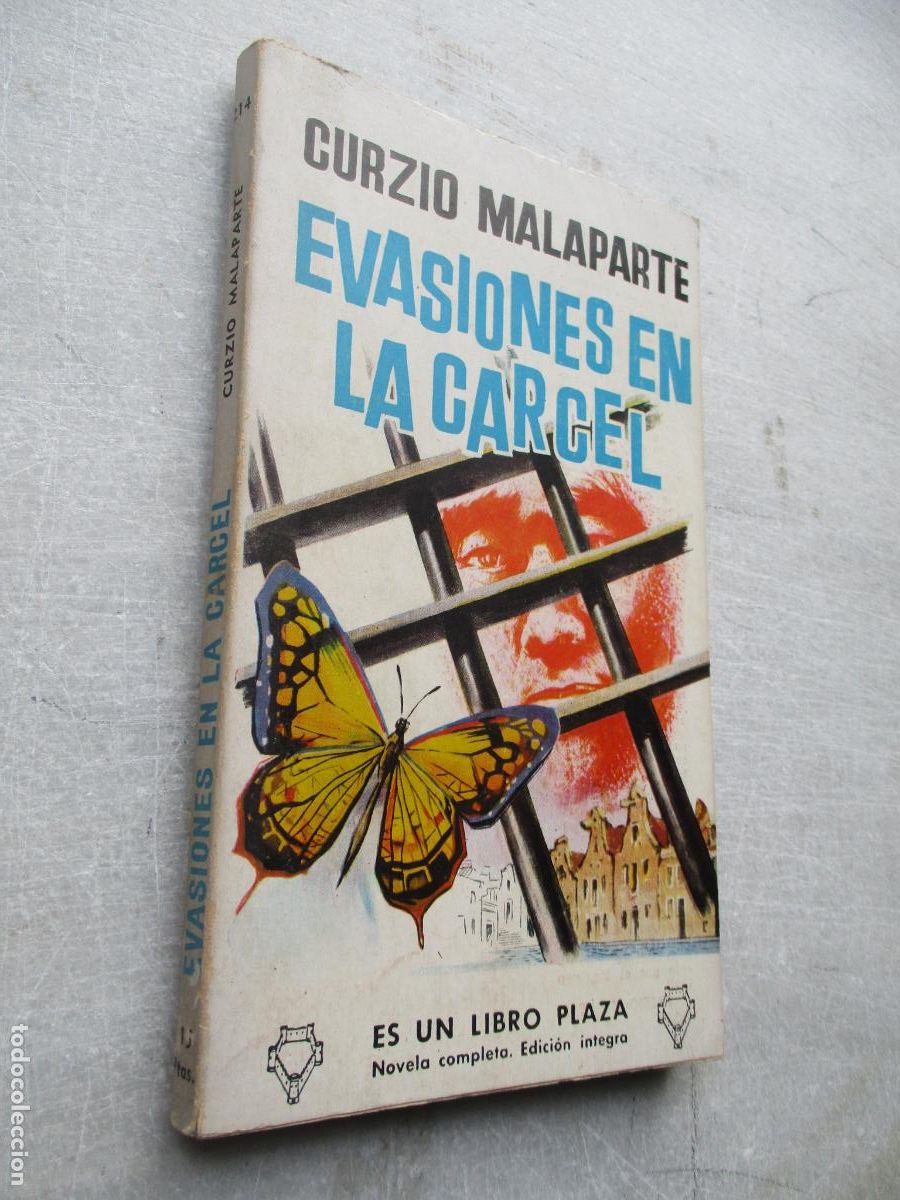 CURZIO MALAPARTE
EVASIONES EN
LA CARCEL
ES UN LIBRO PLAZA
Novela completa. Edición integra
CURZIO MALAPARTE
EVASIONES EN LA CARCEL
todocoleccion